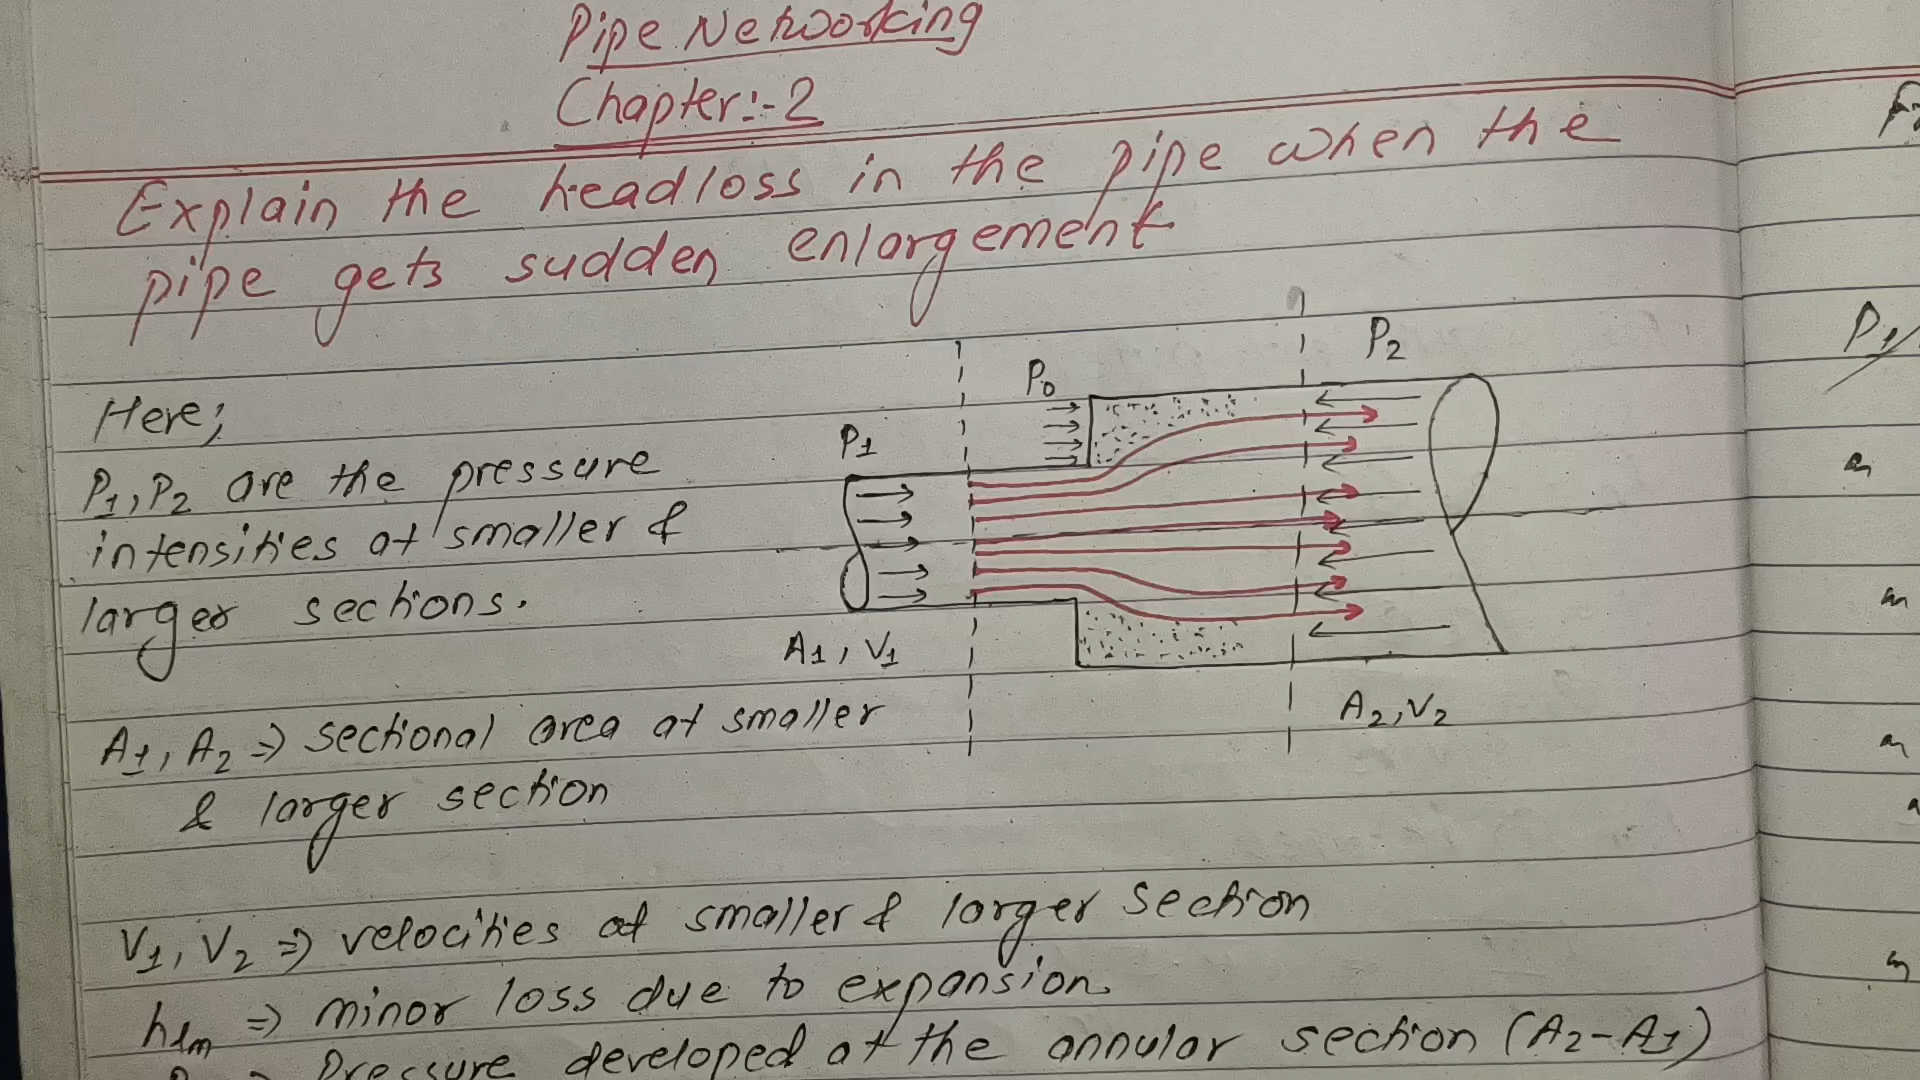 Pipe Networking
Chapter:-2
Explain the headloss in the pipe when the
pipe gets sudden enlargement
Here;
P1, P2 are the pressure
intensities at smaller &
larger sections.
P1
P0
P2
A1, V1
A2, V2
A1, A2 => sectional area at smaller
& larger section
V1, V2 => velocities at smaller & larger section
hlm => minor loss due to expansion.
Pressure developed at the annular section (A2-A1)